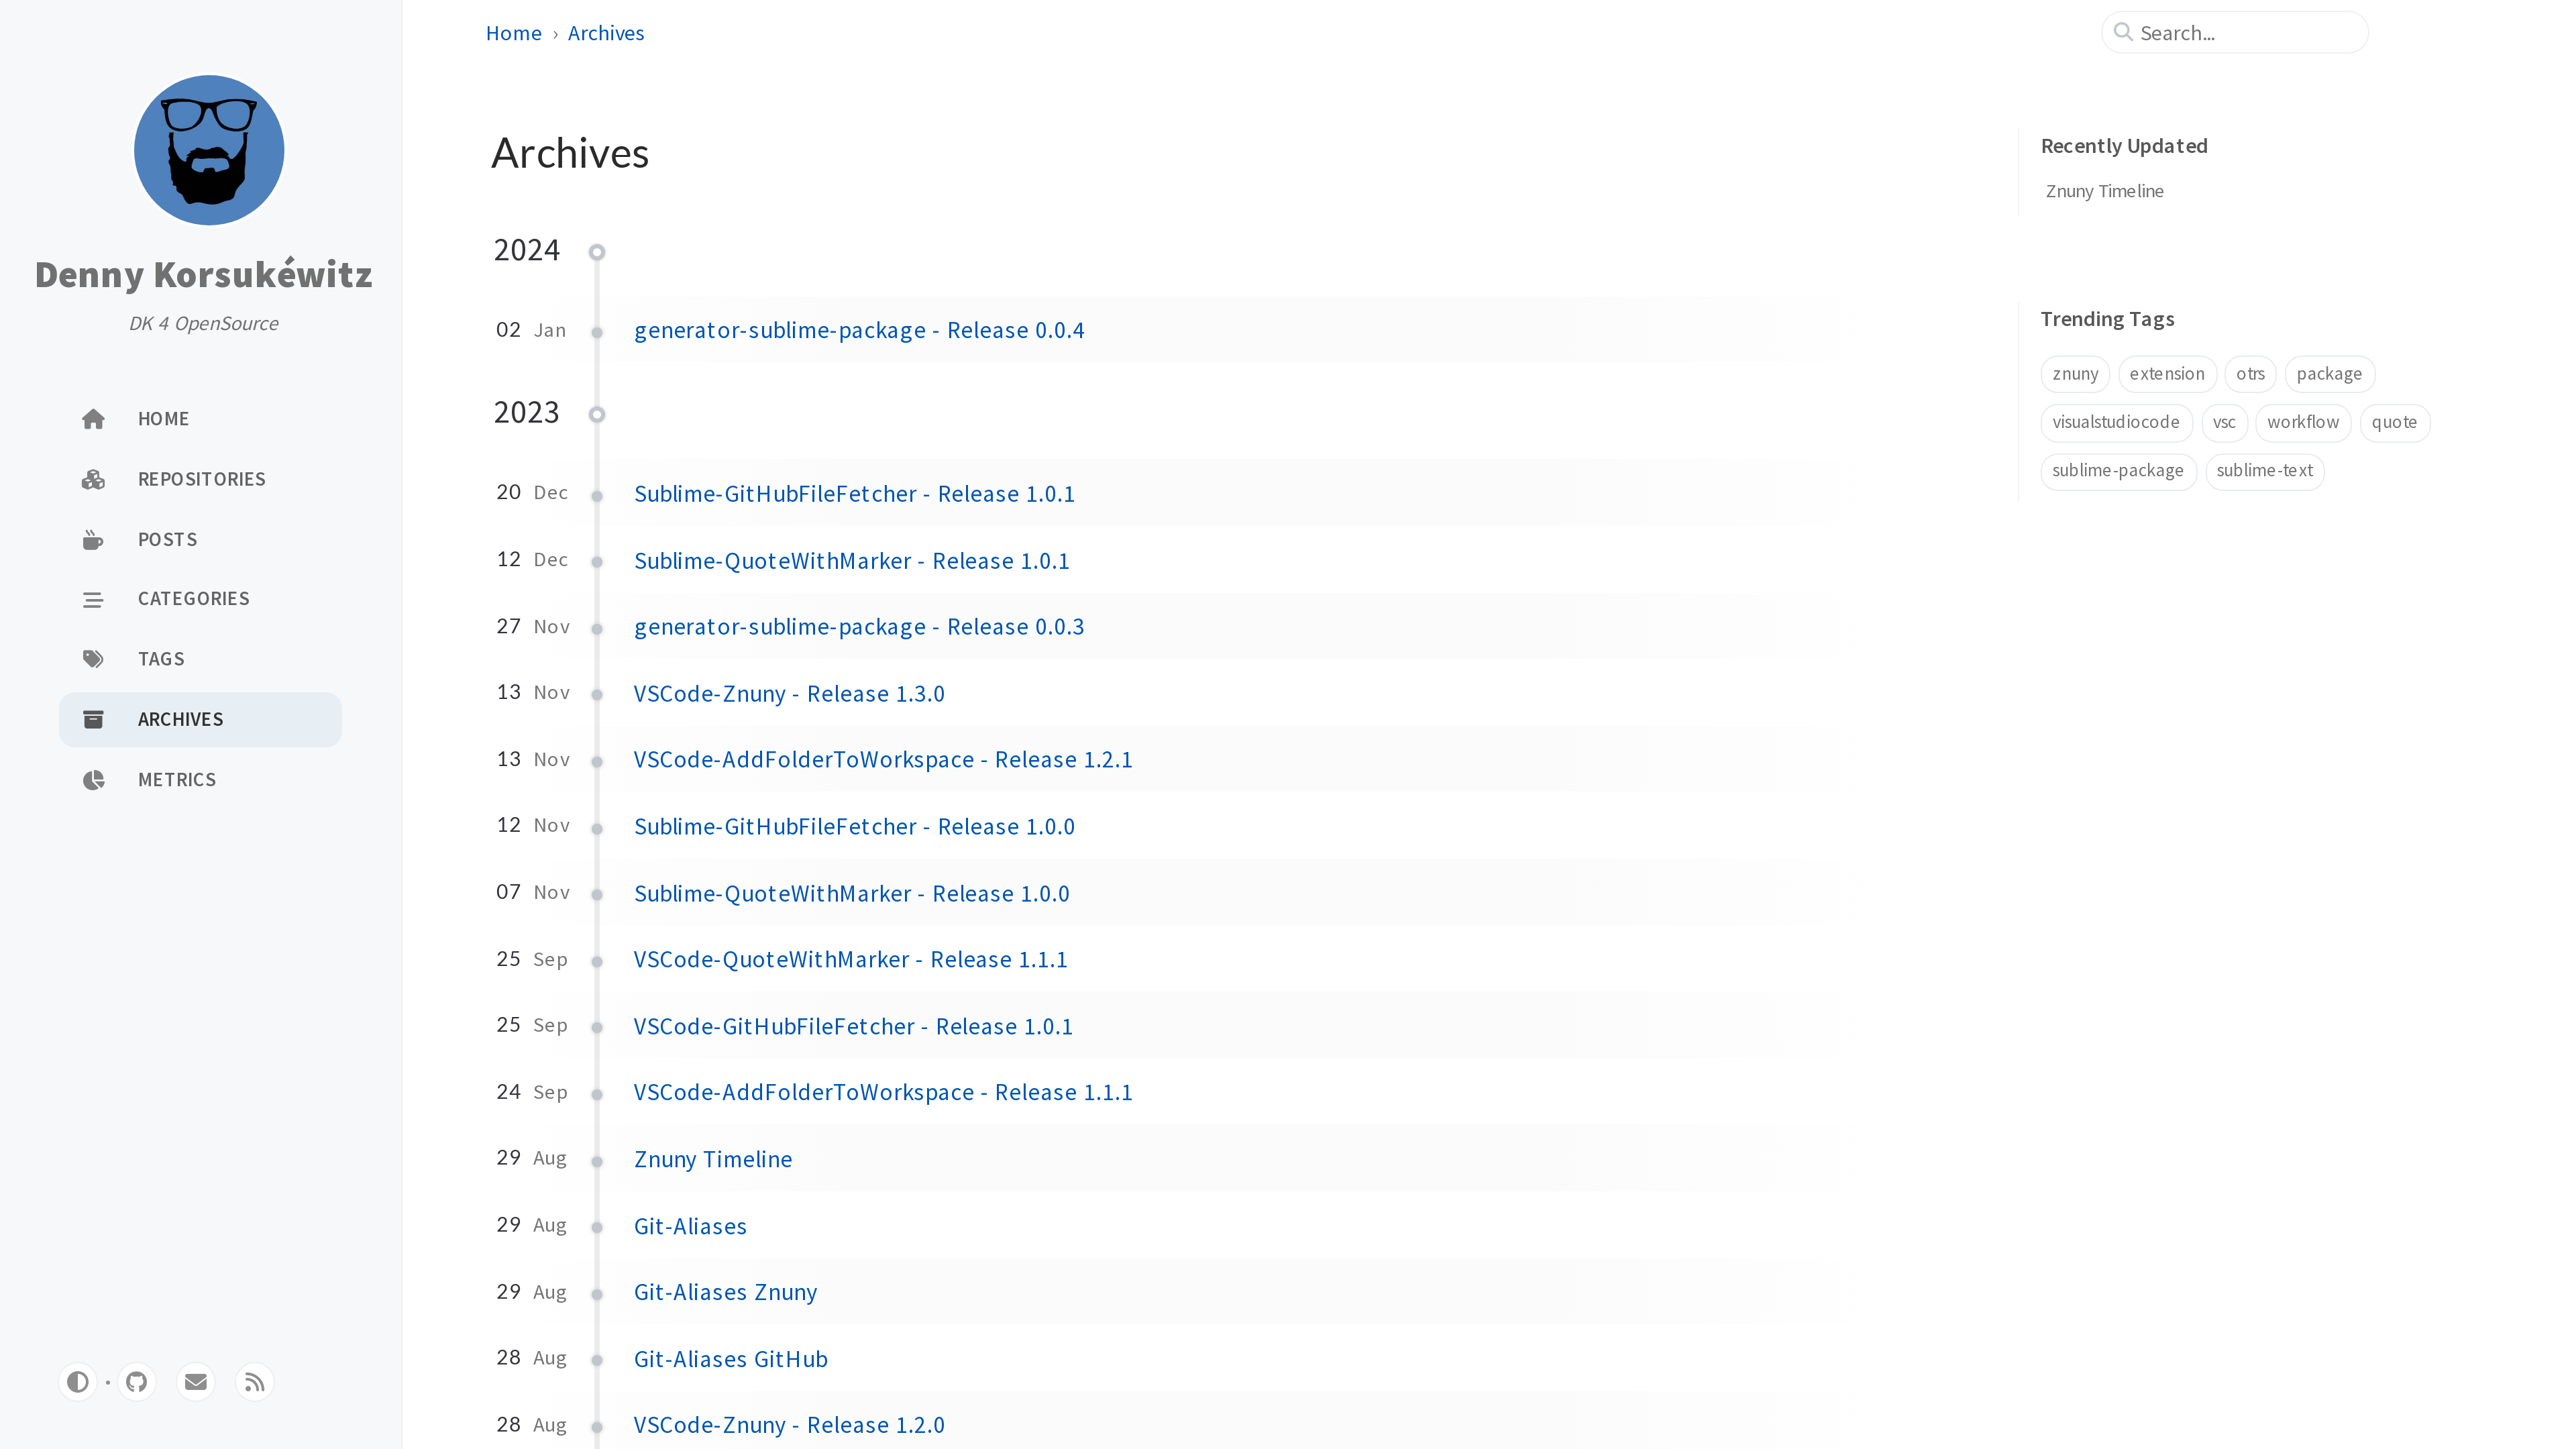 Denny Korsukéwitz
DK 4 OpenSource
HOME
REPOSITORIES
POSTS
CATEGORIES
TAGS
ARCHIVES
METRICS
Home › Archives
Search...
Archives
2024
02 Jan generator-sublime-package - Release 0.0.4
2023
20 Dec Sublime-GitHubFileFetcher - Release 1.0.1
12 Dec Sublime-QuoteWithMarker - Release 1.0.1
27 Nov generator-sublime-package - Release 0.0.3
13 Nov VSCode-Znuny - Release 1.3.0
13 Nov VSCode-AddFolderToWorkspace - Release 1.2.1
12 Nov Sublime-GitHubFileFetcher - Release 1.0.0
07 Nov Sublime-QuoteWithMarker - Release 1.0.0
25 Sep VSCode-QuoteWithMarker - Release 1.1.1
25 Sep VSCode-GitHubFileFetcher - Release 1.0.1
24 Sep VSCode-AddFolderToWorkspace - Release 1.1.1
29 Aug Znuny Timeline
29 Aug Git-Aliases
29 Aug Git-Aliases Znuny
28 Aug Git-Aliases GitHub
28 Aug VSCode-Znuny - Release 1.2.0
Recently Updated
Znuny Timeline
Trending Tags
znuny extension otrs package
visualstudiocode vsc workflow quote
sublime-package sublime-text